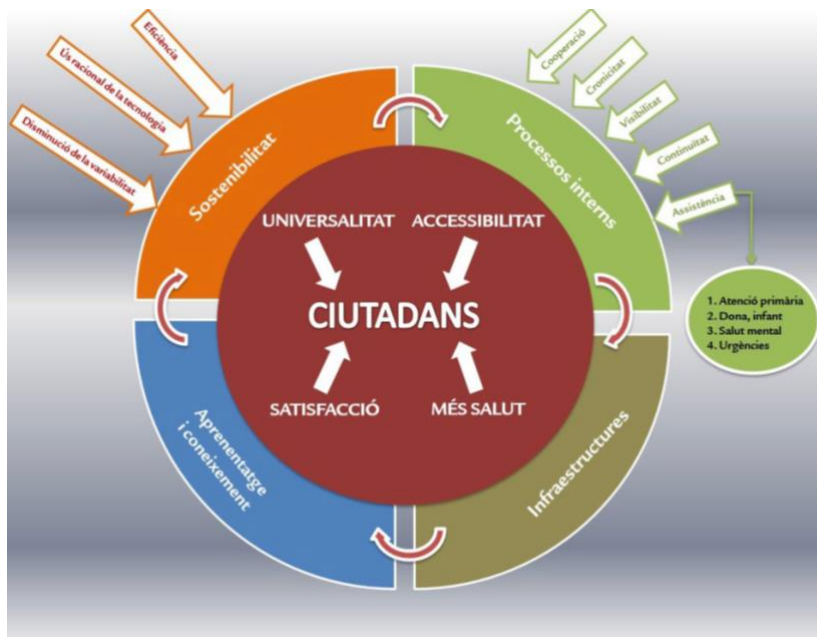 Eficiència
Ús racional de la tecnologia
Disminució de la variabilitat
Sostenibilitat
Cooperació
Cronicitat
Visibilitat
Continuïtat
Assistència
Processos interns
1. Atenció primària
2. Dona, infant
3. Salut mental
4. Urgències
UNIVERSALITAT
ACCESSIBILITAT
CIUTADANS
SATISFACCIÓ
MÉS SALUT
Aprenentatge
i coneixement
Infraestructures